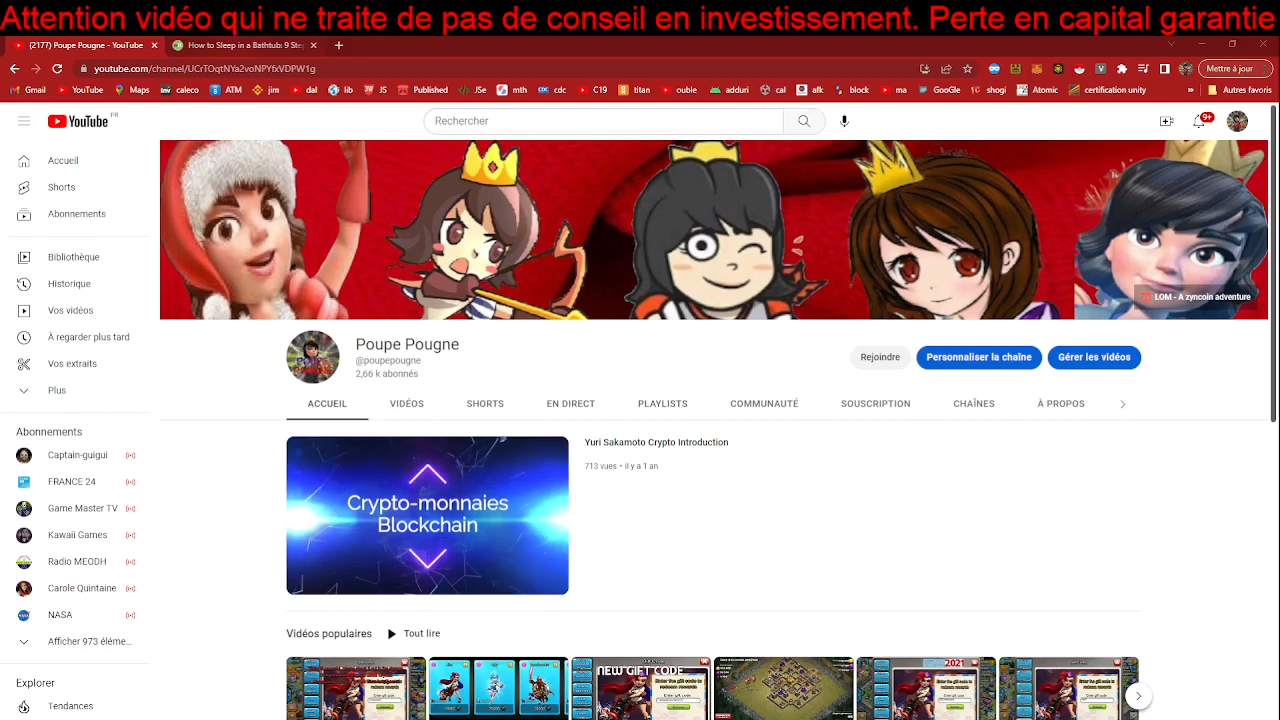 Attention vidéo qui ne traite de pas de conseil en investissement. Perte en capital garantie
(2177) Poupe Pougne - YouTube
How to Sleep in a Bathtub: 9 Ste
youtube.com/channel/UCrTOqtNYa2voNPYfxVDPW1g
Mettre à jour
Gmail YouTube Maps caleco ATM jim dal lib JS Published JSe mth cdc C19 titan ouble adduri cal afk block ma GooGle shogi Atomic certification unity » Autres favoris
YouTube FR
Rechercher
9+
Accueil
Shorts
Abonnements
Bibliothèque
Historique
Vos vidéos
À regarder plus tard
Vos extraits
Plus
Abonnements
Captain-guigui
FRANCE 24
Game Master TV
Kawaii Games
Radio MEODH
Carole Quintaine
NASA
Afficher 973 éléme...
Explorer
Tendances
LOM - A zyncoin adventure
Poupe Pougne
@poupepougne
2,66 k abonnés
Rejoindre
Personnaliser la chaîne
Gérer les vidéos
ACCUEIL VIDÉOS SHORTS EN DIRECT PLAYLISTS COMMUNAUTÉ SOUSCRIPTION CHAÎNES À PROPOS
Crypto-monnaies
Blockchain
Yuri Sakamoto Crypto Introduction
713 vues • il y a 1 an
Vidéos populaires
Tout lire
NEW GIFT CODE
2021